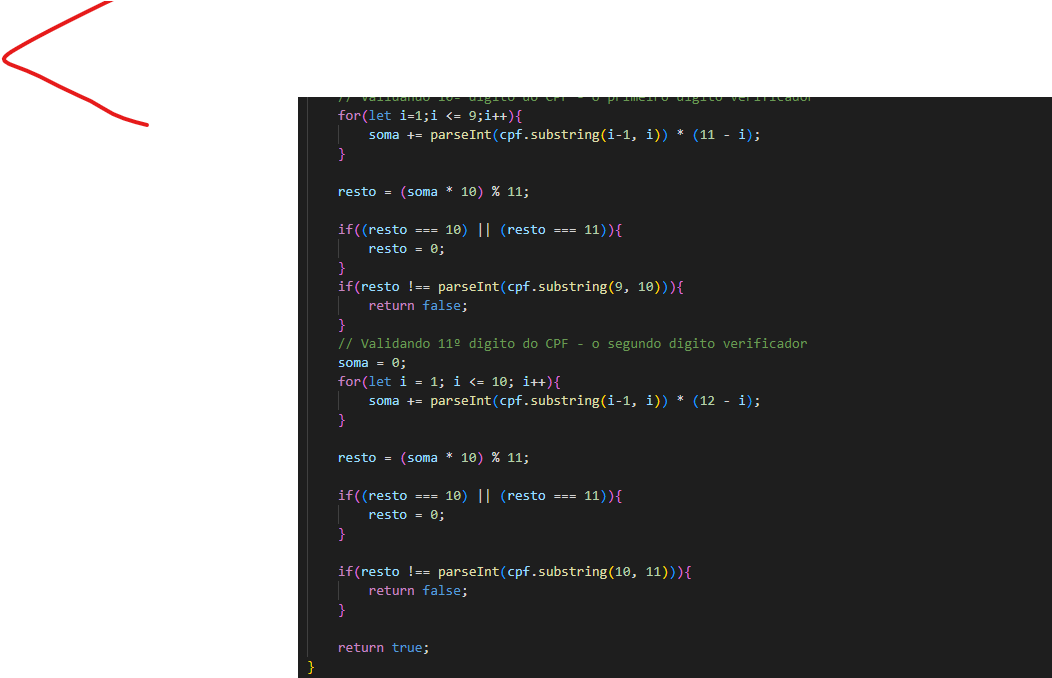 // Validando 10º digito do CPF - o primeiro digito verificador
for(let i=1;i <= 9;i++){
soma += parseInt(cpf.substring(i-1, i)) * (11 - i);
}
resto = (soma * 10) % 11;
if((resto === 10) || (resto === 11)){
resto = 0;
}
if(resto !== parseInt(cpf.substring(9, 10))){
return false;
}
// Validando 11º digito do CPF - o segundo digito verificador
soma = 0;
for(let i = 1; i <= 10; i++){
soma += parseInt(cpf.substring(i-1, i)) * (12 - i);
}
resto = (soma * 10) % 11;
if((resto === 10) || (resto === 11)){
resto = 0;
}
if(resto !== parseInt(cpf.substring(10, 11))){
return false;
}
return true;
}